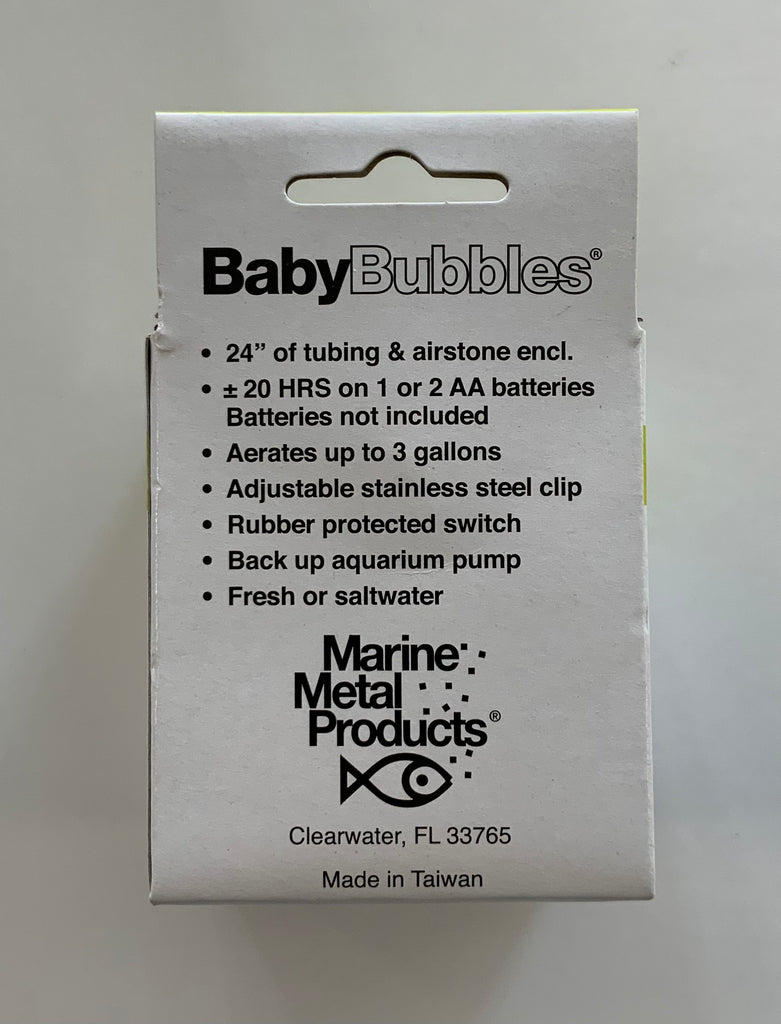 BabyBubbles®
• 24” of tubing & airstone encl.
• ± 20 HRS on 1 or 2 AA batteries
Batteries not included
• Aerates up to 3 gallons
• Adjustable stainless steel clip
• Rubber protected switch
• Back up aquarium pump
• Fresh or saltwater
Marine
Metal
Products®
Clearwater, FL 33765
Made in Taiwan